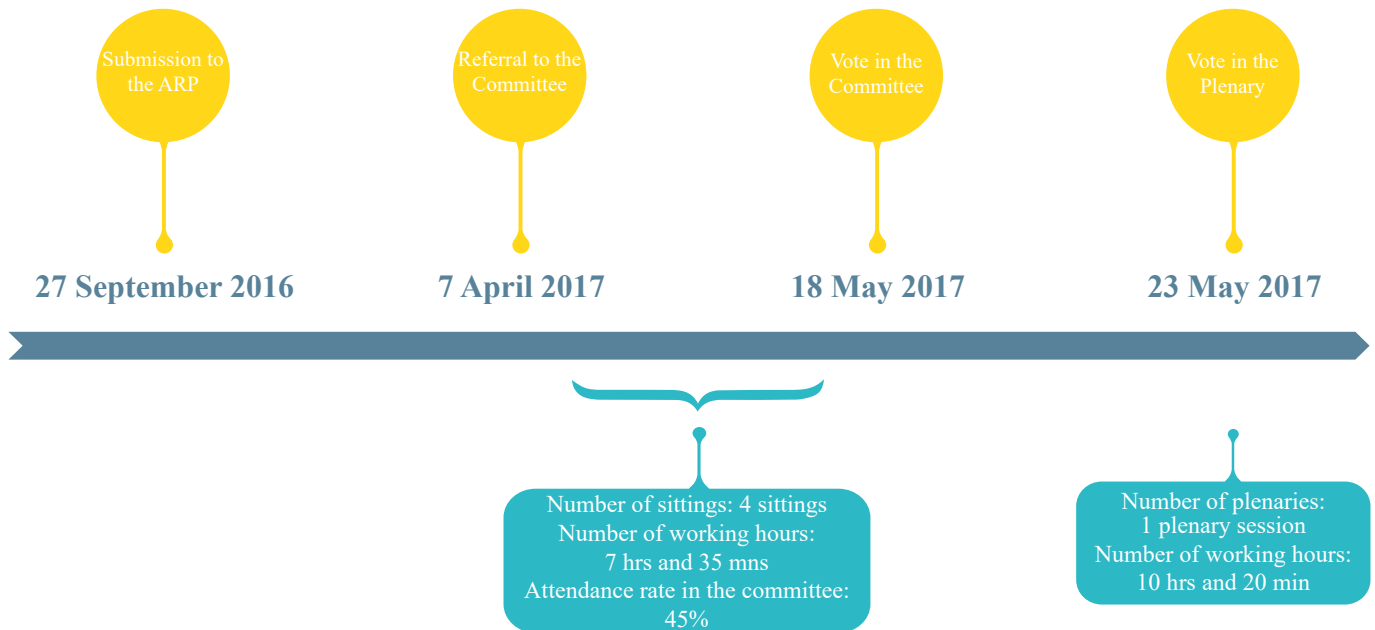 Submission to
the ARP
Referral to the
Committee
Vote in the
Committee
Vote in the
Plenary
27 September 2016
7 April 2017
18 May 2017
23 May 2017
Number of sittings: 4 sittings
Number of working hours:
7 hrs and 35 mns
Attendance rate in the committee:
45%
Number of plenaries:
1 plenary session
Number of working hours:
10 hrs and 20 min